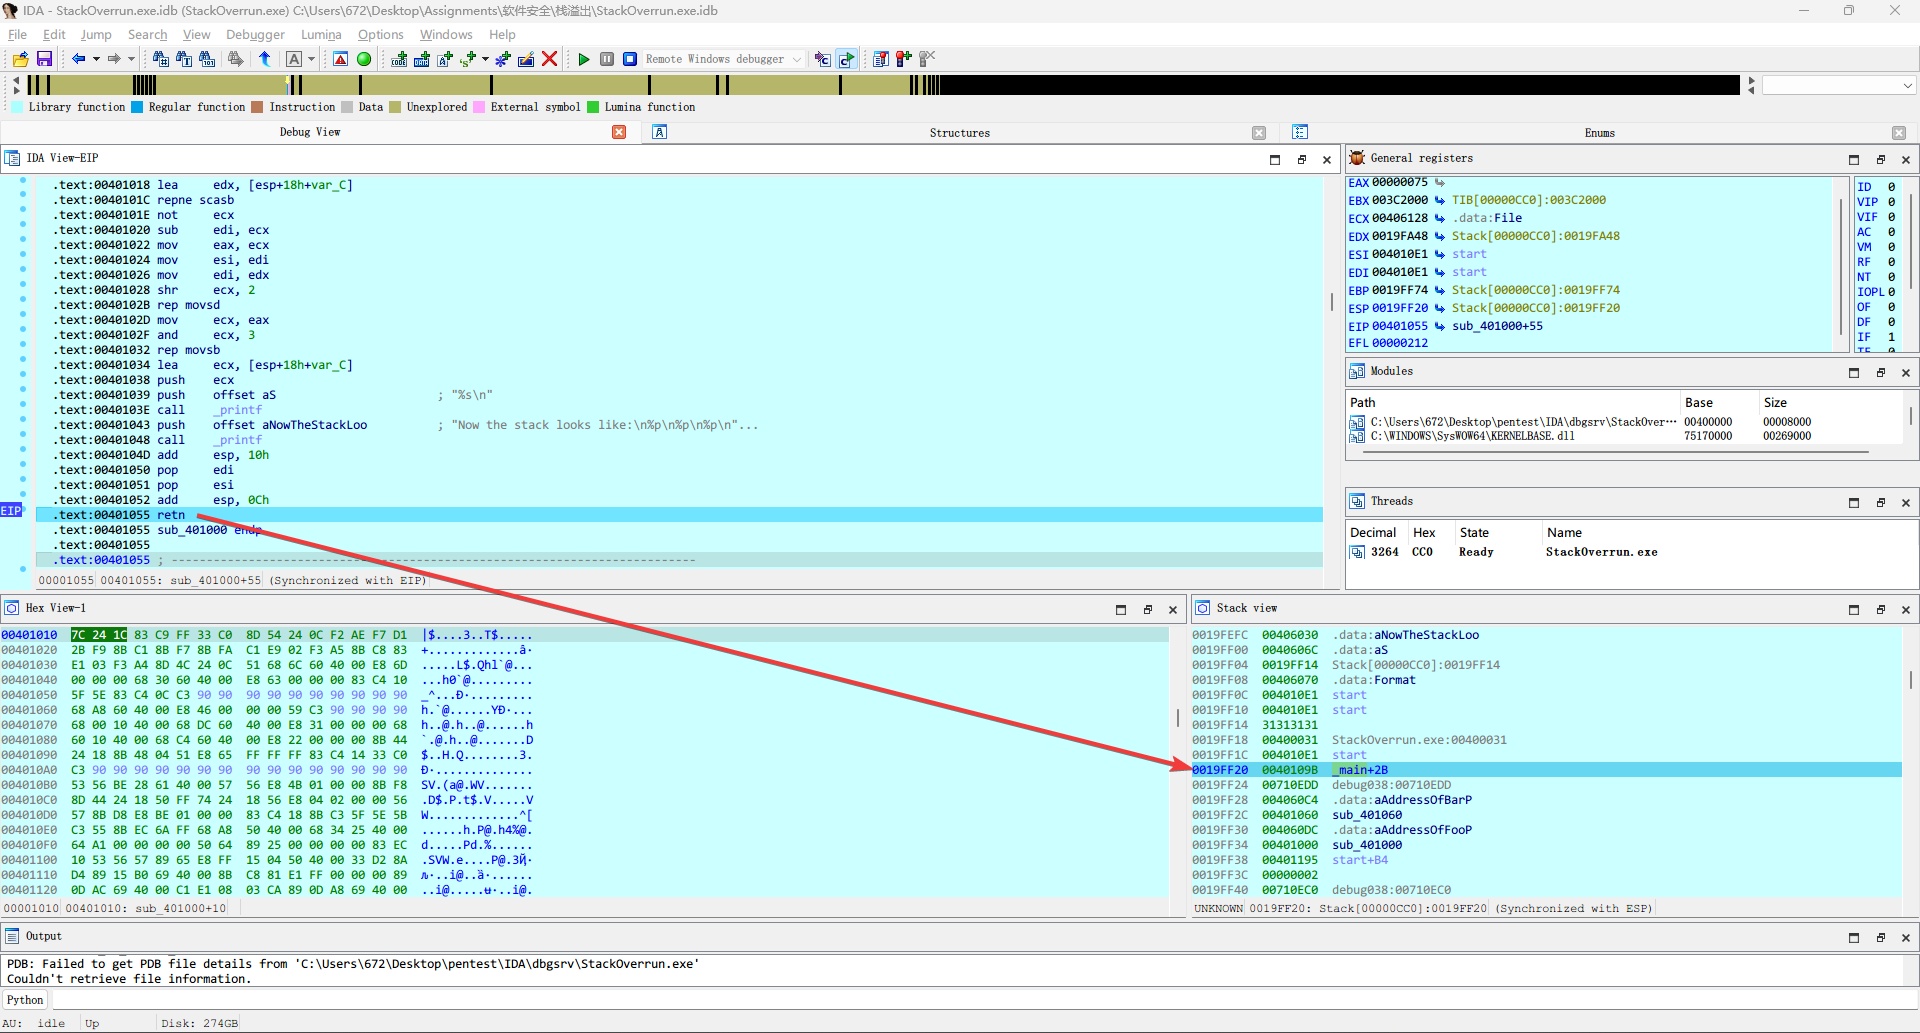 IDA - StackOverrun.exe.idb (StackOverrun.exe) C:\Users\672\Desktop\Assignments\软件安全\栈溢出\StackOverrun.exe.idb
File Edit Jump Search View Debugger Lumina Options Windows Help
Remote Windows debugger
Library function Regular function Instruction Data Unexplored External symbol Lumina function
Debug View Structures Enums
IDA View-EIP
.text:00401018 lea edx, [esp+18h+var_C]
.text:0040101C repne scasb
.text:0040101E not ecx
.text:00401020 sub edi, ecx
.text:00401022 mov eax, ecx
.text:00401024 mov esi, edi
.text:00401026 mov edi, edx
.text:00401028 shr ecx, 2
.text:0040102B rep movsd
.text:0040102D mov ecx, eax
.text:0040102F and ecx, 3
.text:00401032 rep movsb
.text:00401034 lea ecx, [esp+18h+var_C]
.text:00401038 push ecx
.text:00401039 push offset aS ; "%s\n"
.text:0040103E call _printf
.text:00401043 push offset aNowTheStackLoo ; "Now the stack looks like:\n%p\n%p\n%p\n"...
.text:00401048 call _printf
.text:0040104D add esp, 10h
.text:00401050 pop edi
.text:00401051 pop esi
.text:00401052 add esp, 0Ch
EIP .text:00401055 retn
.text:00401055 sub_401000 endp
.text:00401055
.text:00401055 ; ---------------------------------------------------------------------------
00001055 00401055: sub_401000+55 (Synchronized with EIP)
General registers
EAX 00000075
EBX 003C2000 TIB[00000CC0]:003C2000
ECX 00406128 .data:File
EDX 0019FA48 Stack[00000CC0]:0019FA48
ESI 004010E1 start
EDI 004010E1 start
EBP 0019FF74 Stack[00000CC0]:0019FF74
ESP 0019FF20 Stack[00000CC0]:0019FF20
EIP 00401055 sub_401000+55
EFL 00000212
ID 0
VIP 0
VIF 0
AC 0
VM 0
RF 0
NT 0
IOPL 0
OF 0
DF 0
IF 1
TF 0
Modules
Path Base Size
C:\Users\672\Desktop\pentest\IDA\dbgsrv\StackOver··· 00400000 00008000
C:\WINDOWS\SysWOW64\KERNELBASE.dll 75170000 00269000
Threads
Decimal Hex State Name
3264 CC0 Ready StackOverrun.exe
Hex View-1
00401010 7C 24 1C 83 C9 FF 33 C0 8D 54 24 0C F2 AE F7 D1 |$....3..T$.....
00401020 2B F9 8B C1 8B F7 8B FA C1 E9 02 F3 A5 8B C8 83
00401030 E1 03 F3 A4 8D 4C 24 0C 51 68 6C 60 40 00 E8 6D .....L$.Qhl`@...
00401040 00 00 00 68 30 60 40 00 E8 63 00 00 00 83 C4 10 ...h0`@.........
00401050 5F 5E 83 C4 0C C3 90 90 90 90 90 90 90 90 90 90
00401060 68 A8 60 40 00 E8 46 00 00 00 59 C3 90 90 90 90
00401070 68 00 10 40 00 68 DC 60 40 00 E8 31 00 00 00 68 h..@.h..@......h
00401080 60 10 40 00 68 C4 60 40 00 E8 22 00 00 00 8B 44 `.@.h..@.......D
00401090 24 18 8B 48 04 51 E8 65 FF FF FF 83 C4 14 33 C0 $..H.Q........3.
004010A0 C3 90 90 90 90 90 90 90 90 90 90 90 90 90 90 90
004010B0 53 56 BE 28 61 40 00 57 56 E8 4B 01 00 00 8B F8 SV.(a@.WV.......
004010C0 8D 44 24 18 50 FF 74 24 18 56 E8 04 02 00 00 56 .D$.P.t$.V.....V
004010D0 57 8B D8 E8 BE 01 00 00 83 C4 18 8B C3 5F 5E 5B W............^[
004010E0 C3 55 8B EC 6A FF 68 A8 50 40 00 68 34 25 40 00 ......h.P@.h4%@.
004010F0 64 A1 00 00 00 00 50 64 89 25 00 00 00 00 83 EC d.....Pd.%......
00401100 10 53 56 57 89 65 E8 FF 15 04 50 40 00 33 D2 8A
00401110 D4 89 15 B0 69 40 00 8B C8 81 E1 FF 00 00 00 89
00401120 0D AC 69 40 00 C1 E1 08 03 CA 89 0D A8 69 40 00
00001010 00401010: sub_401000+10
Stack view
0019FEFC 00406030 .data:aNowTheStackLoo
0019FF00 0040606C .data:aS
0019FF04 0019FF14 Stack[00000CC0]:0019FF14
0019FF08 00406070 .data:Format
0019FF0C 004010E1 start
0019FF10 004010E1 start
0019FF14 31313131
0019FF18 00400031 StackOverrun.exe:00400031
0019FF1C 004010E1 start
0019FF20 0040109B _main+2B
0019FF24 00710EDD debug038:00710EDD
0019FF28 004060C4 .data:aAddressOfBarP
0019FF2C 00401060 sub_401060
0019FF30 004060DC .data:aAddressOfFooP
0019FF34 00401000 sub_401000
0019FF38 00401195 start+B4
0019FF3C 00000002
0019FF40 00710EC0 debug038:00710EC0
UNKNOWN 0019FF20: Stack[00000CC0]:0019FF20 (Synchronized with ESP)
Output
PDB: Failed to get PDB file details from 'C:\Users\672\Desktop\pentest\IDA\dbgsrv\StackOverrun.exe'
Couldn't retrieve file information.
Python
AU: idle Up Disk: 274GB